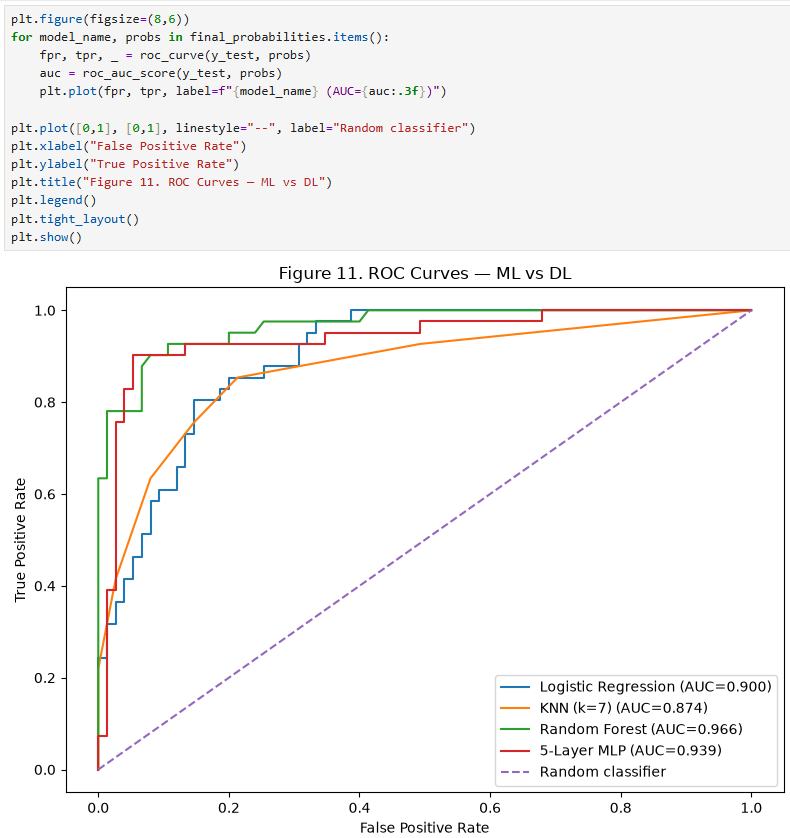 plt.figure(figsize=(8,6))
for model_name, probs in final_probabilities.items():
    fpr, tpr, _ = roc_curve(y_test, probs)
    auc = roc_auc_score(y_test, probs)
    plt.plot(fpr, tpr, label=f"{model_name} (AUC={auc:.3f})")

plt.plot([0,1], [0,1], linestyle="--", label="Random classifier")
plt.xlabel("False Positive Rate")
plt.ylabel("True Positive Rate")
plt.title("Figure 11. ROC Curves — ML vs DL")
plt.legend()
plt.tight_layout()
plt.show()
Figure 11. ROC Curves — ML vs DL
1.0
0.8
0.6
0.4
0.2
0.0
True Positive Rate
Logistic Regression (AUC=0.900)
KNN (k=7) (AUC=0.874)
Random Forest (AUC=0.966)
5-Layer MLP (AUC=0.939)
Random classifier
0.0 0.2 0.4 0.6 0.8 1.0
False Positive Rate